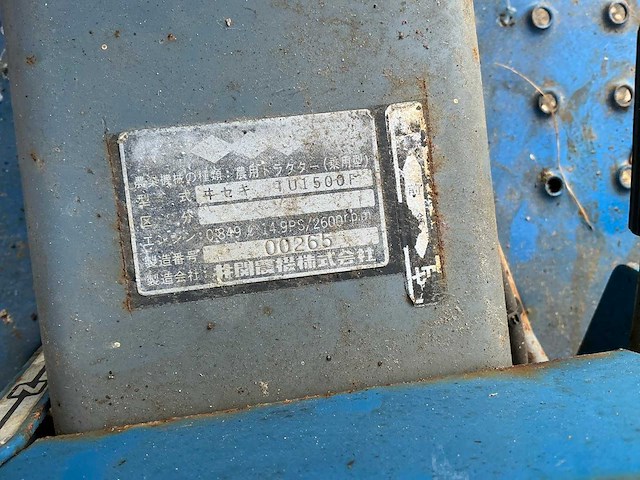 農業機械の種類：農用トラクター（乗用型）
型 式 ヰセキ TU1500F
区 分
エンジン：0.849ℓ 14.9PS/2600rpm
製造番号 00265
製造会社：井関農機株式会社